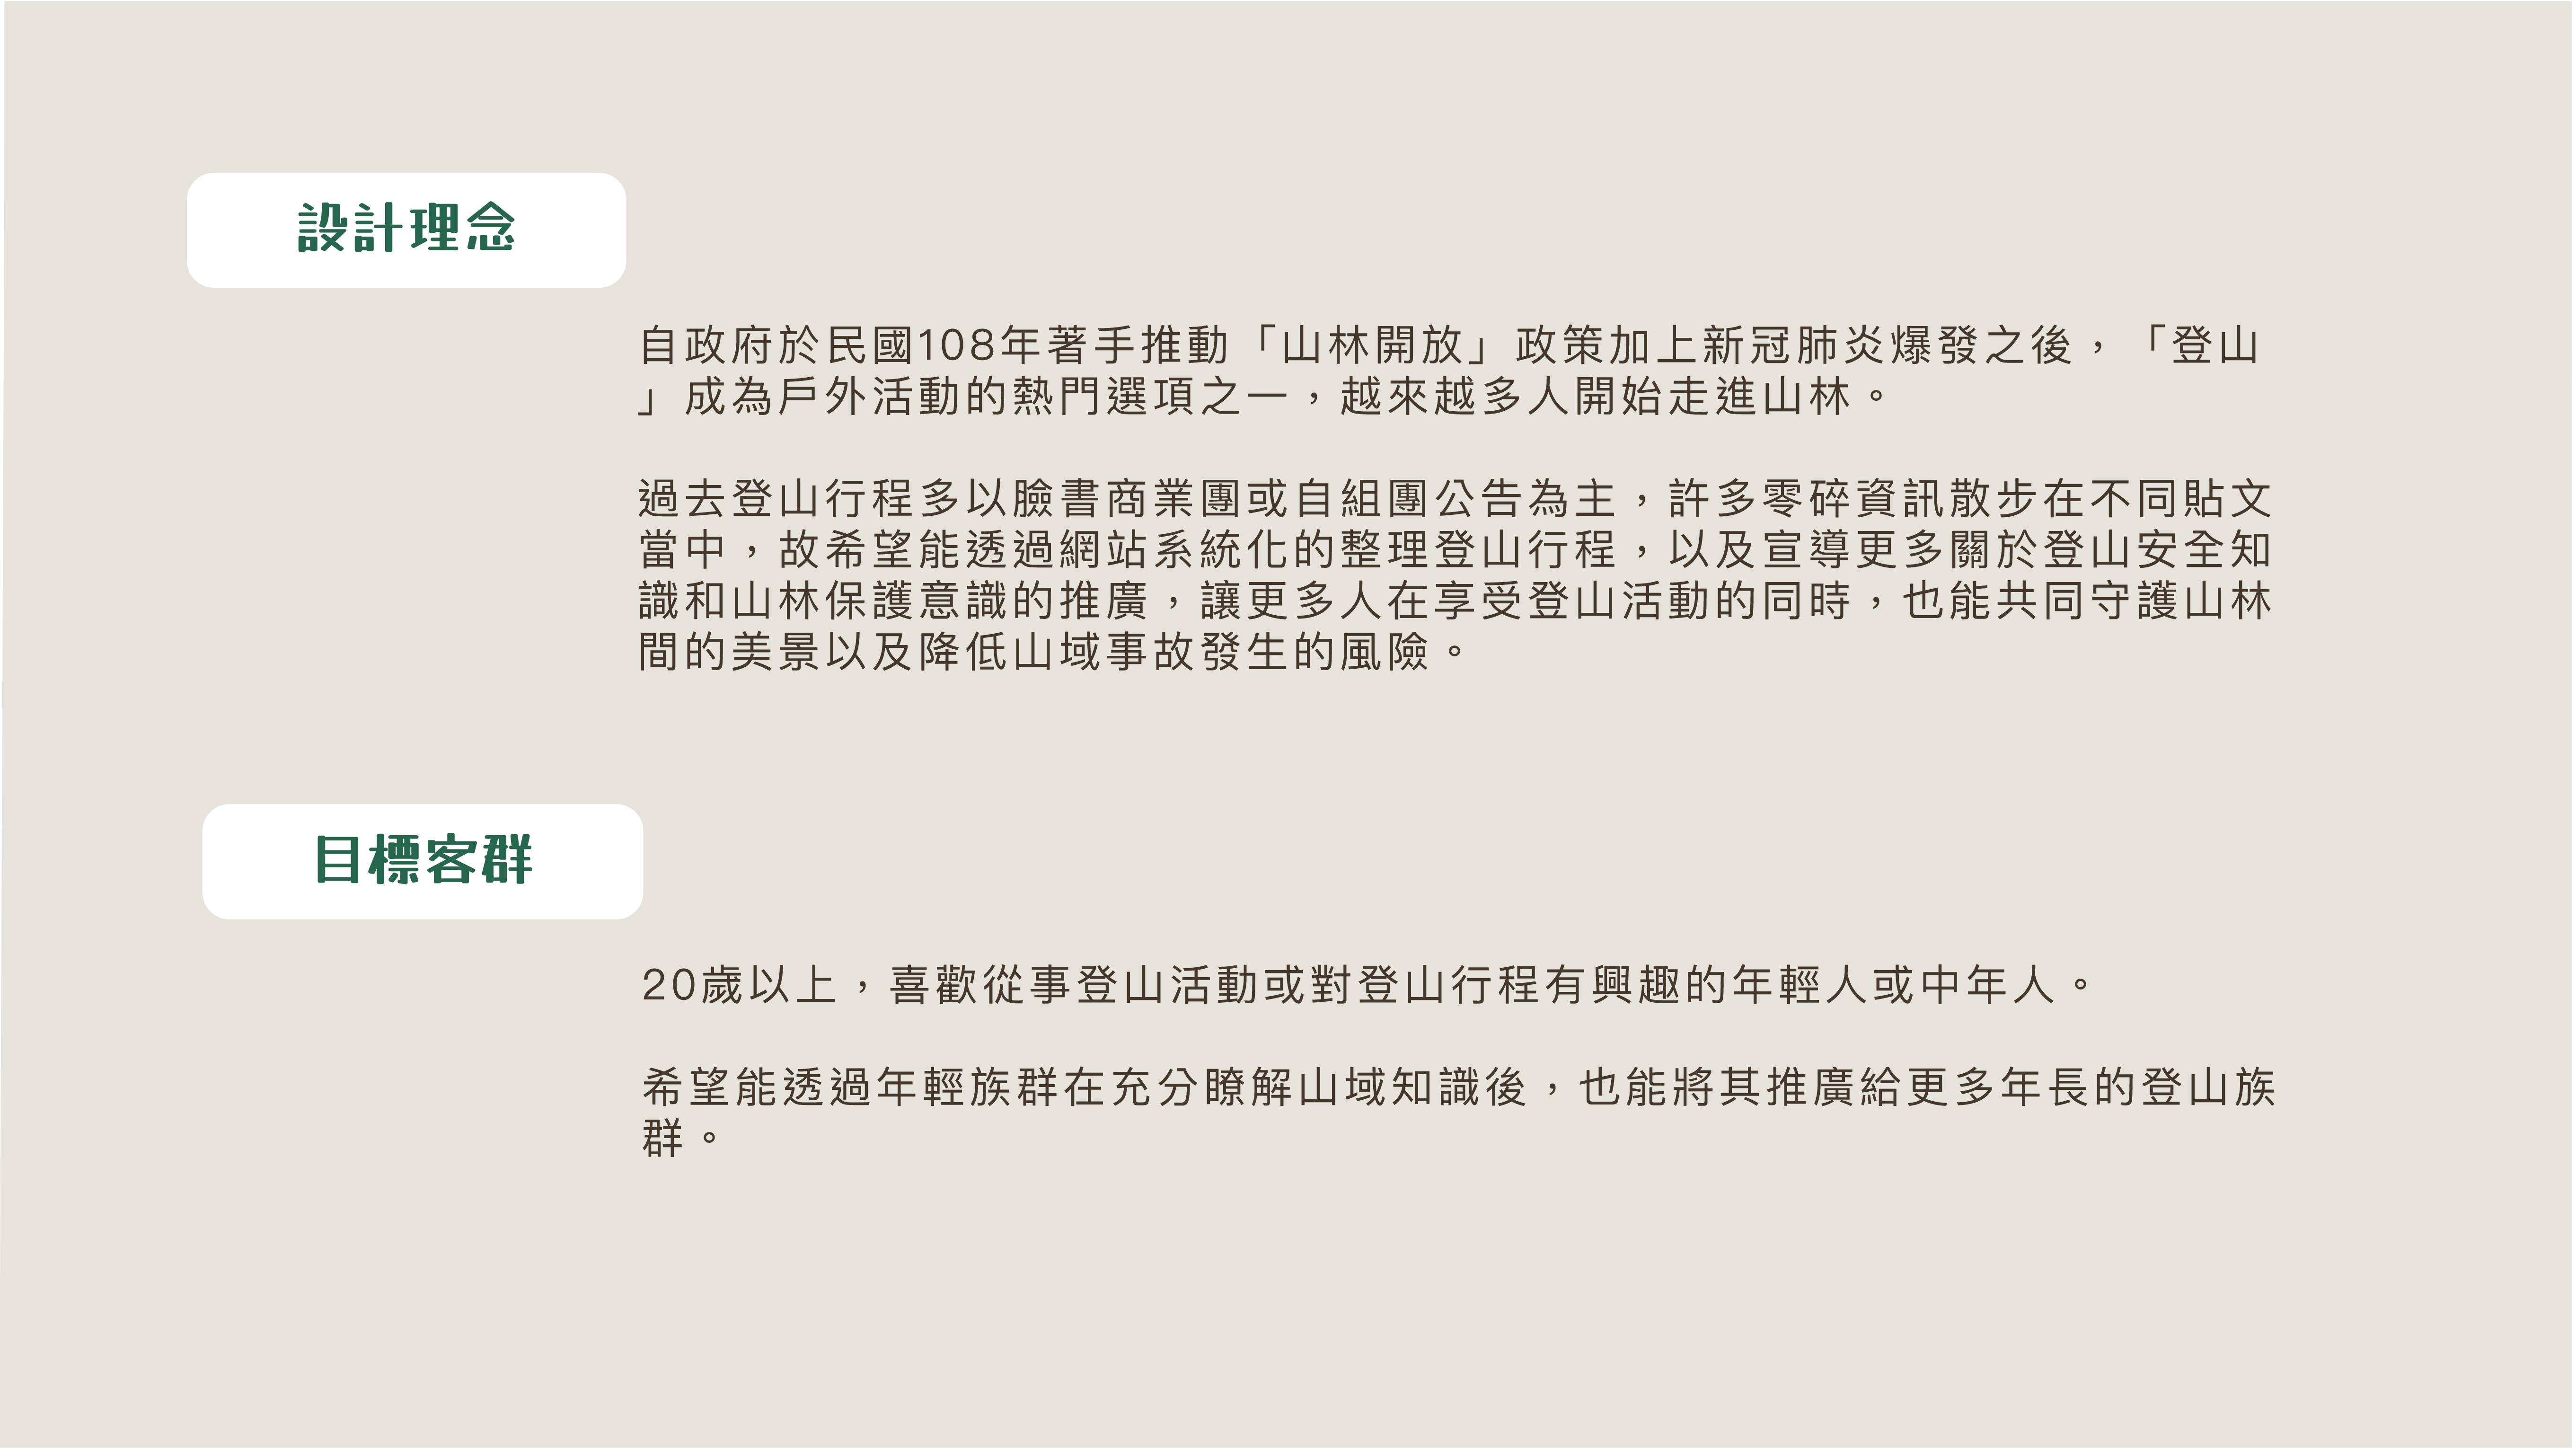 設計理念
自政府於民國108年著手推動「山林開放」政策加上新冠肺炎爆發之後，「登山
」成為戶外活動的熱門選項之一，越來越多人開始走進山林。
過去登山行程多以臉書商業團或自組團公告為主，許多零碎資訊散步在不同貼文
當中，故希望能透過網站系統化的整理登山行程，以及宣導更多關於登山安全知
識和山林保護意識的推廣，讓更多人在享受登山活動的同時，也能共同守護山林
間的美景以及降低山域事故發生的風險。
目標客群
20歲以上，喜歡從事登山活動或對登山行程有興趣的年輕人或中年人。
希望能透過年輕族群在充分瞭解山域知識後，也能將其推廣給更多年長的登山族
群。